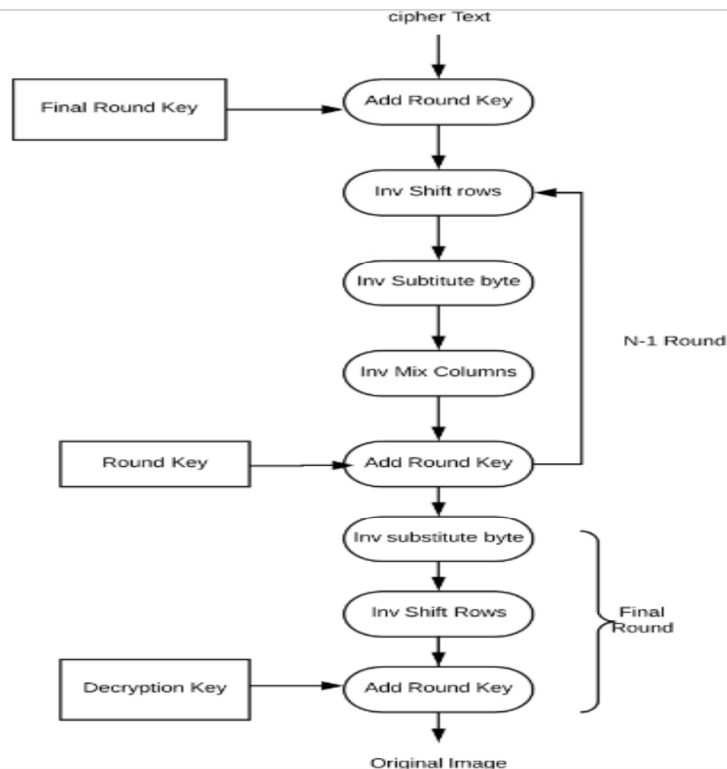 cipher Text
Final Round Key
Add Round Key
Inv Shift rows
Inv Subtitute byte
N-1 Round
Inv Mix Columns
Round Key
Add Round Key
Inv substitute byte
Inv Shift Rows
Final
Round
Decryption Key
Add Round Key
Original Image